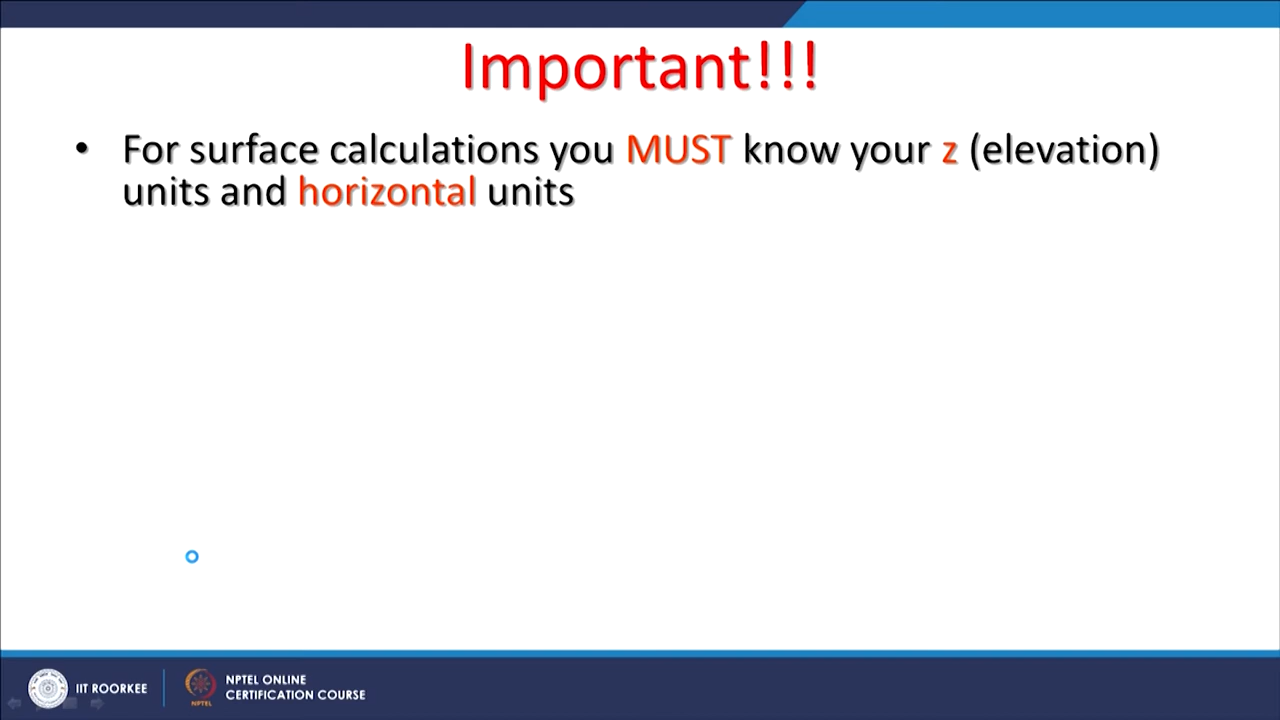 Important!!!
• For surface calculations you MUST know your z (elevation)
units and horizontal units
IIT ROORKEE
NPTEL
NPTEL ONLINE
CERTIFICATION COURSE